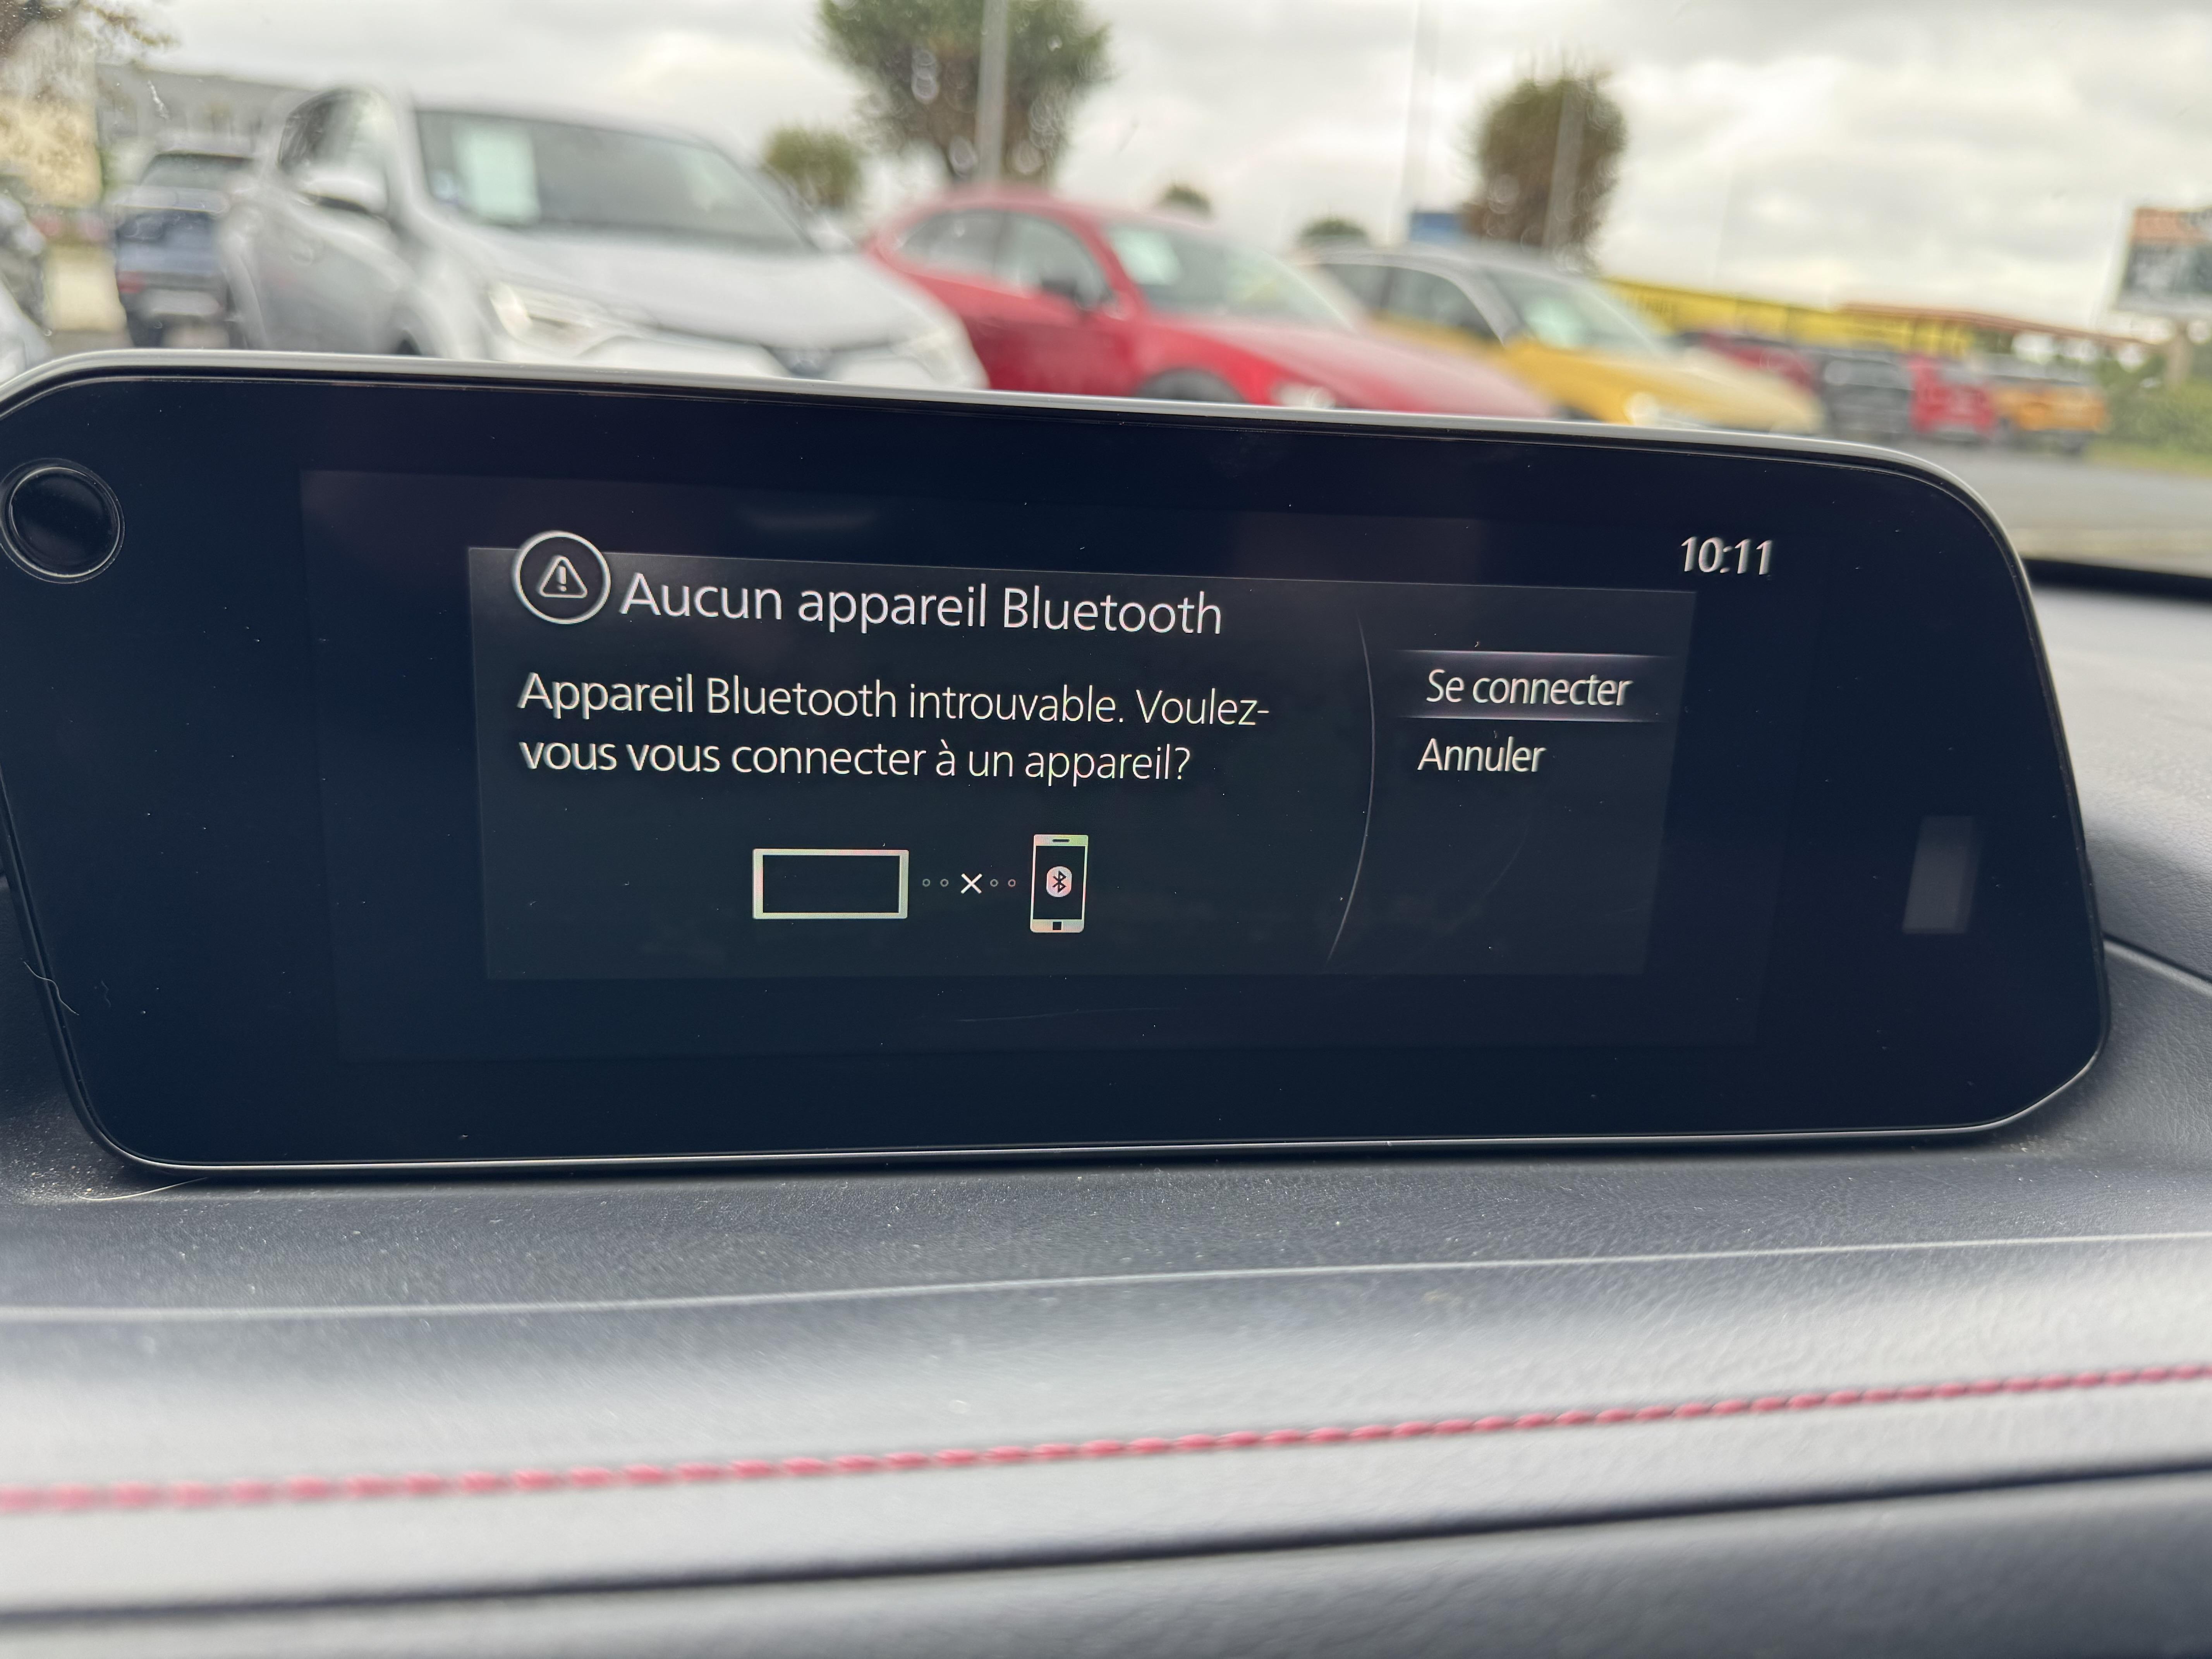 10:11
Aucun appareil Bluetooth
Appareil Bluetooth introuvable. Voulez-
vous vous connecter à un appareil?
Se connecter
Annuler